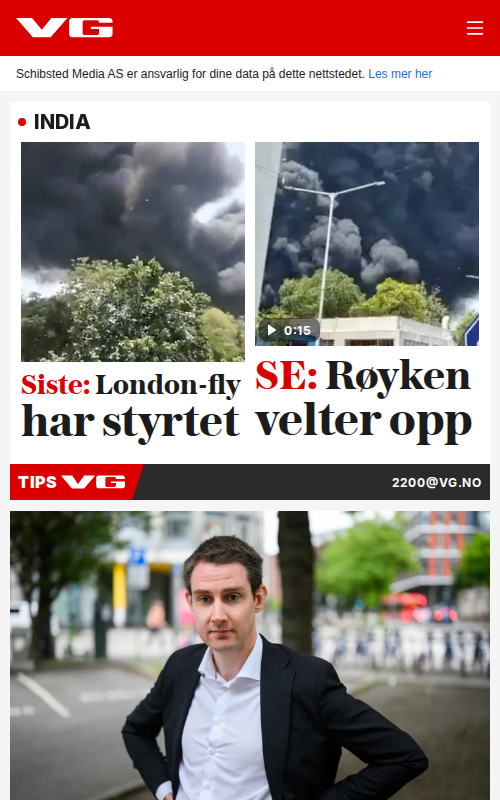 VG
Schibsted Media AS er ansvarlig for dine data på dette nettstedet. Les mer her
INDIA
0:15
Siste: London-fly
har styrtet
SE: Røyken
velter opp
TIPS VG
2200@VG.NO